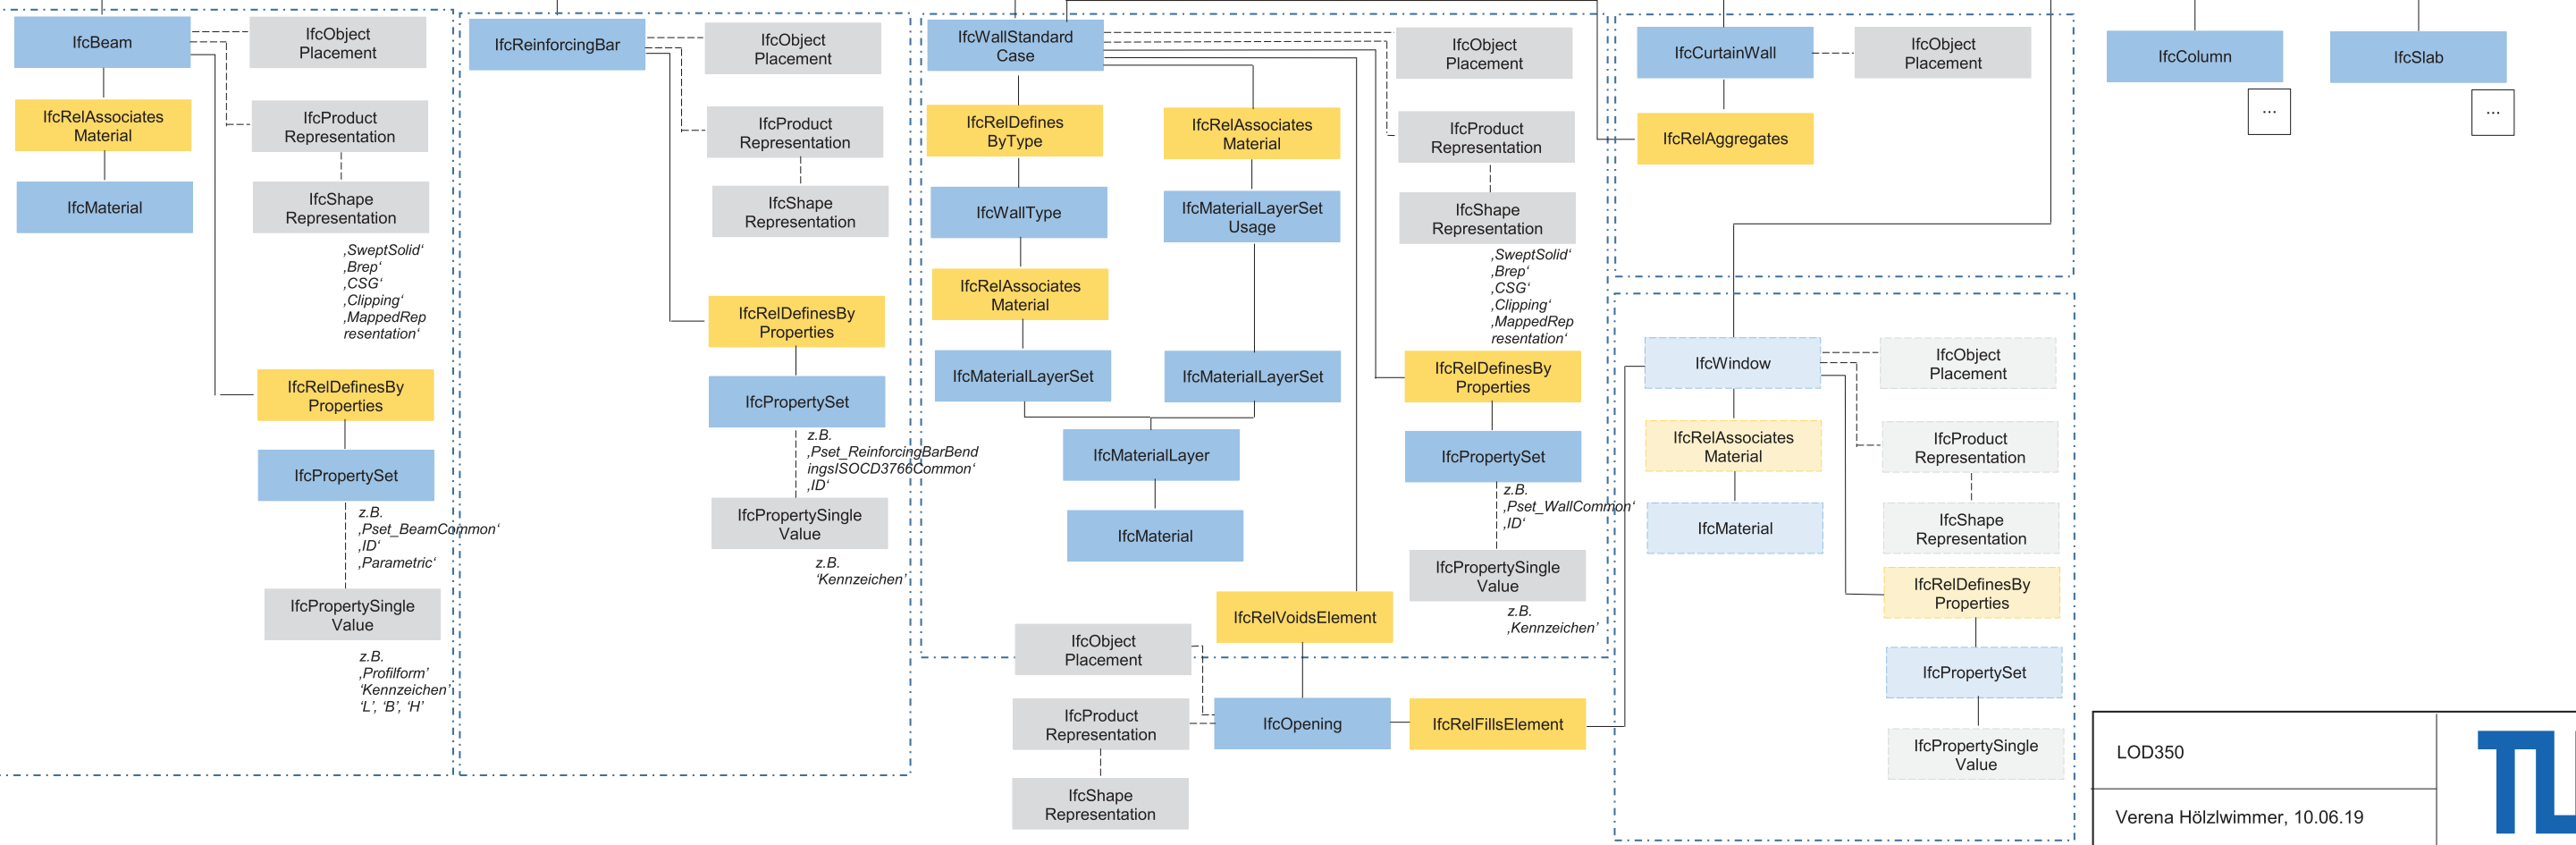 IfcBeam
IfcObject
Placement
IfcRelAssociates
Material
IfcProduct
Representation
IfcMaterial
IfcShape
Representation
‚SweptSolid‘
‚Brep‘
‚CSG‘
‚Clipping‘
‚MappedRep
resentation‘
IfcRelDefinesBy
Properties
IfcPropertySet
z.B.
‚Pset_BeamCommon‘
‚ID‘
‚Parametric‘
IfcPropertySingle
Value
z.B.
‚Profilform’
‘Kennzeichen’
‘L’, ‘B’, ‘H’
IfcReinforcingBar
IfcObject
Placement
IfcProduct
Representation
IfcShape
Representation
IfcRelDefinesBy
Properties
IfcPropertySet
z.B.
‚Pset_ReinforcingBarBend
ingsISOCD3766Common‘
‚ID‘
IfcPropertySingle
Value
z.B.
‘Kennzeichen’
IfcWallStandard
Case
IfcRelDefines
ByType
IfcWallType
IfcRelAssociates
Material
IfcMaterialLayerSet
IfcRelAssociates
Material
IfcMaterialLayerSet
Usage
IfcMaterialLayerSet
IfcMaterialLayer
IfcMaterial
IfcObject
Placement
IfcProduct
Representation
IfcShape
Representation
‚SweptSolid‘
‚Brep‘
‚CSG‘
‚Clipping‘
‚MappedRep
resentation‘
IfcRelDefinesBy
Properties
IfcPropertySet
z.B.
‚Pset_WallCommon‘
‚ID‘
IfcPropertySingle
Value
z.B.
‚Kennzeichen’
IfcRelVoidsElement
IfcObject
Placement
IfcProduct
Representation
IfcShape
Representation
IfcOpening
IfcRelFillsElement
IfcCurtainWall
IfcObject
Placement
IfcRelAggregates
IfcWindow
IfcObject
Placement
IfcRelAssociates
Material
IfcProduct
Representation
IfcMaterial
IfcShape
Representation
IfcRelDefinesBy
Properties
IfcPropertySet
IfcPropertySingle
Value
IfcColumn
...
IfcSlab
...
LOD350
Verena Hölzlwimmer, 10.06.19